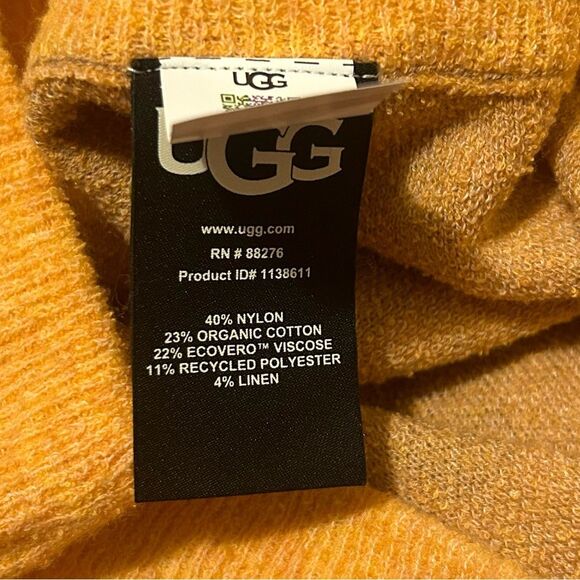 UGG
UGG
www.ugg.com
RN # 88276
Product ID# 1138611
40% NYLON
23% ORGANIC COTTON
22% ECOVERO™ VISCOSE
11% RECYCLED POLYESTER
4% LINEN